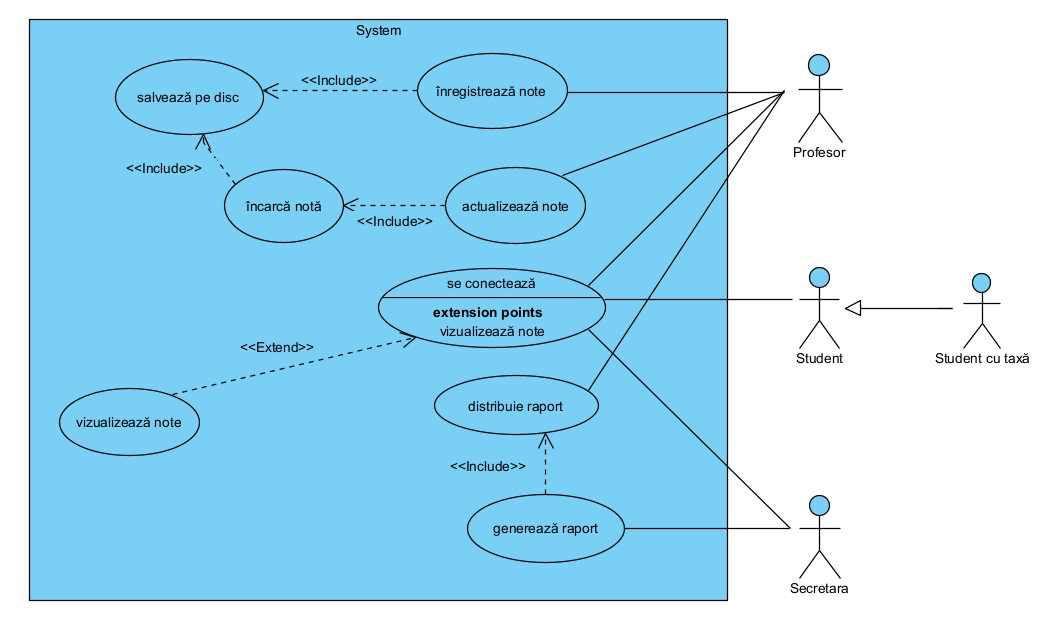 System
<<Include>>
înregistrează note
salvează pe disc
Profesor
<<Include>>
încarcă notă
actualizează note
<<Include>>
se conectează
extension points
vizualizează note
<<Extend>>
Student
Student cu taxă
distribuie raport
vizualizează note
<<Include>>
generează raport
Secretara